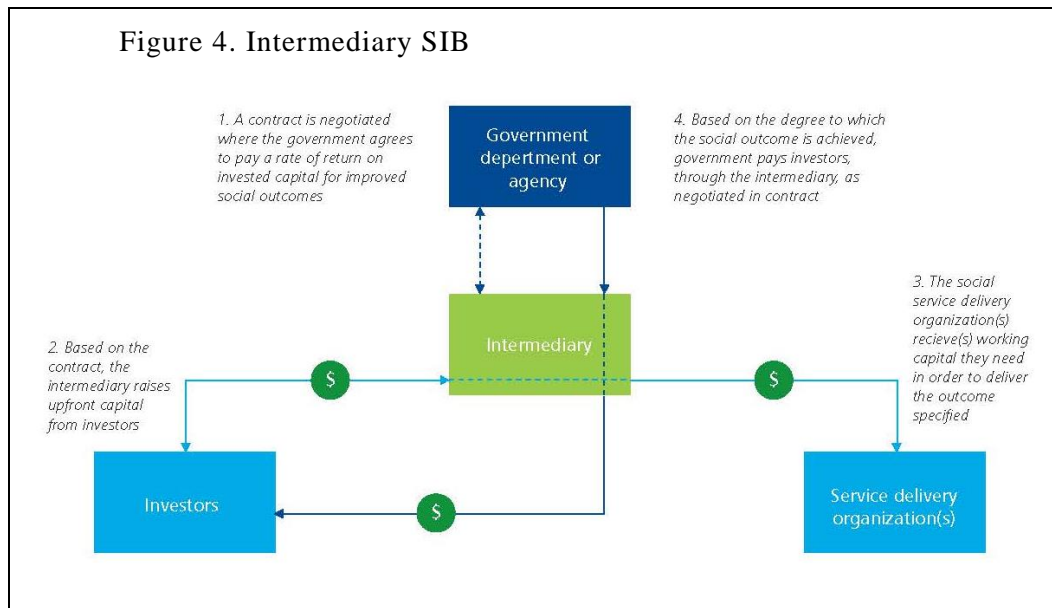 Figure 4. Intermediary SIB
1. A contract is negotiated
where the government agrees
to pay a rate of return on
invested capital for improved
social outcomes
Government
depertment or
agency
4. Based on the degree to which
the social outcome is achieved,
government pays investors,
through the intermediary, as
negotiated in contract
2. Based on the
contract, the
intermediary raises
upfront capital
from investors
$
Intermediary
$
3. The social
service delivery
organization(s)
recieve(s) working
capital they need
in order to deliver
the outcome
specified
Investors
$
Service delivery
organization(s)